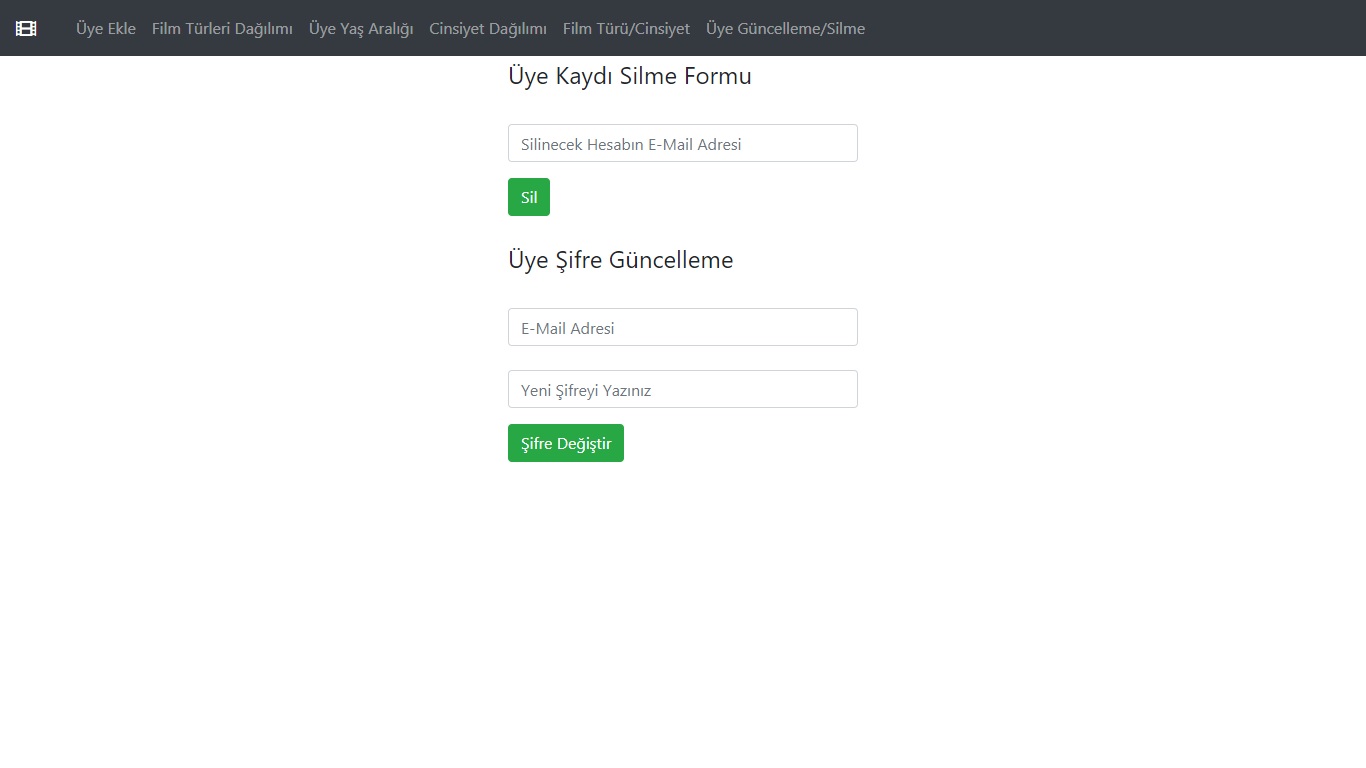 Üye Ekle Film Türleri Dağılımı Üye Yaş Aralığı Cinsiyet Dağılımı Film Türü/Cinsiyet Üye Güncelleme/Silme
Üye Kaydı Silme Formu
Silinecek Hesabın E-Mail Adresi
Sil
Üye Şifre Güncelleme
E-Mail Adresi
Yeni Şifreyi Yazınız
Şifre Değiştir